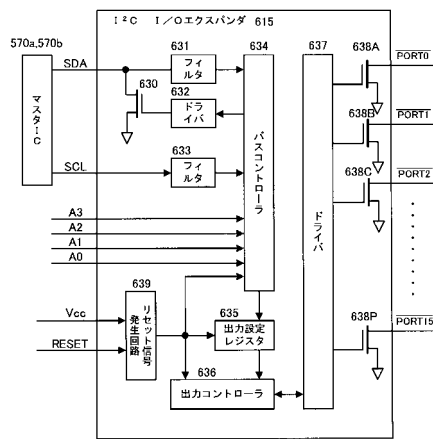 I²C I/Oエクスパンダ 615
570a,570b
マスタIC
SDA
SCL
630
631
フィルタ
632
ドライバ
633
フィルタ
634
バスコントローラ
637
ドライバ
638A
PORT0
638B
PORT1
638C
PORT2
638P
PORT15
A3
A2
A1
A0
Vcc
RESET
639
リセット信号発生回路
635
出力設定レジスタ
636
出力コントローラ